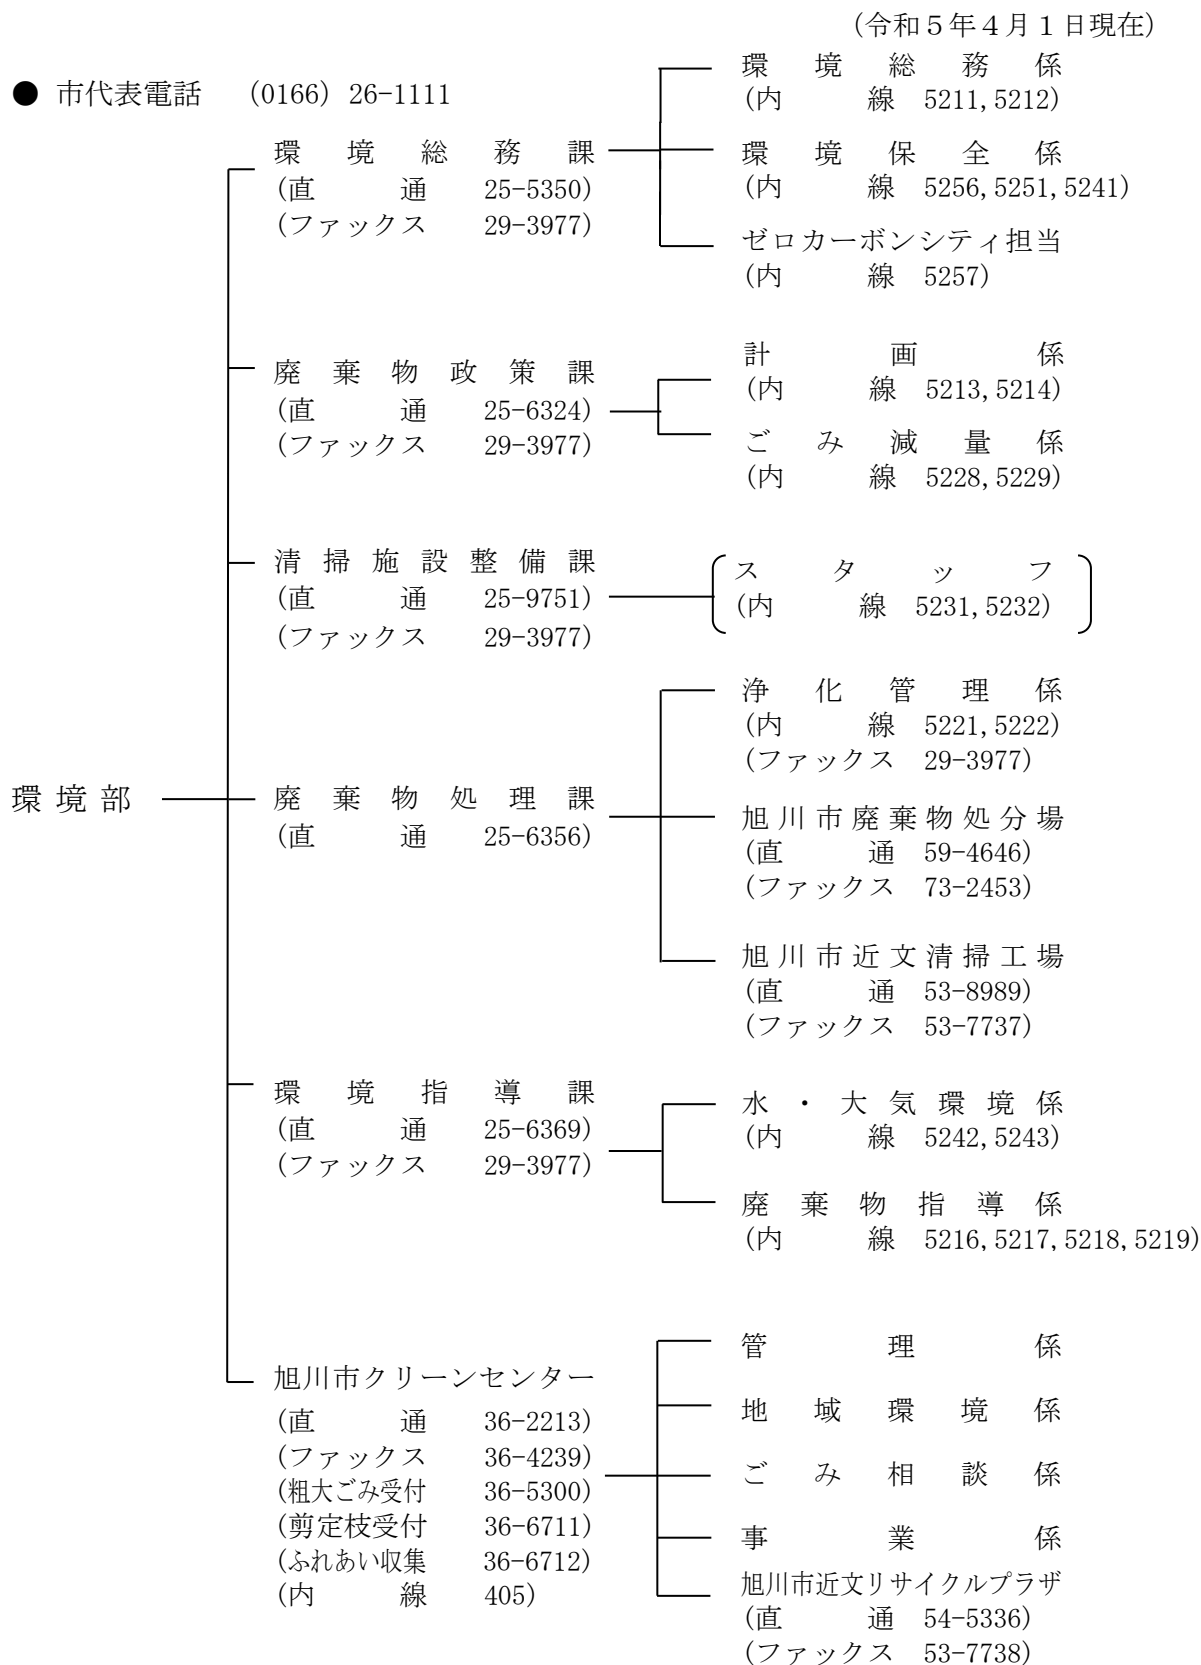 (令和５年４月１日現在)
● 市代表電話　(0166) 26-1111
環境部
環境総務課
(直通 25-5350)
(ファックス 29-3977)
環境総務係
(内線 5211,5212)
環境保全係
(内線 5256,5251,5241)
ゼロカーボンシティ担当
(内線 5257)
廃棄物政策課
(直通 25-6324)
(ファックス 29-3977)
計画係
(内線 5213,5214)
ごみ減量係
(内線 5228,5229)
清掃施設整備課
(直通 25-9751)
(ファックス 29-3977)
スタッフ
(内線 5231,5232)
廃棄物処理課
(直通 25-6356)
浄化管理係
(内線 5221,5222)
(ファックス 29-3977)
旭川市廃棄物処分場
(直通 59-4646)
(ファックス 73-2453)
旭川市近文清掃工場
(直通 53-8989)
(ファックス 53-7737)
環境指導課
(直通 25-6369)
(ファックス 29-3977)
水・大気環境係
(内線 5242,5243)
廃棄物指導係
(内線 5216,5217,5218,5219)
旭川市クリーンセンター
(直通 36-2213)
(ファックス 36-4239)
(粗大ごみ受付 36-5300)
(剪定枝受付 36-6711)
(ふれあい収集 36-6712)
(内線 405)
管理係
地域環境係
ごみ相談係
事業係
旭川市近文リサイクルプラザ
(直通 54-5336)
(ファックス 53-7738)